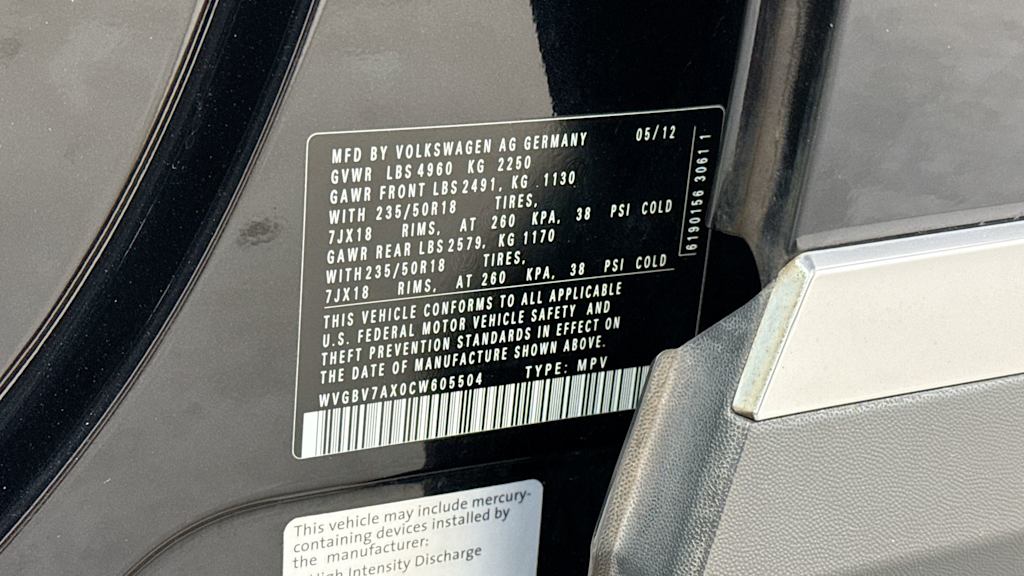 MFD BY VOLKSWAGEN AG GERMANY 05/12
GVWR LBS 4960 KG 2250
GAWR FRONT LBS 2491, KG 1130
WITH 235/50R18 TIRES,
7JX18 RIMS, AT 260 KPA, 38 PSI COLD
GAWR REAR LBS 2579, KG 1170
WITH 235/50R18 TIRES,
7JX18 RIMS, AT 260 KPA, 38 PSI COLD
THIS VEHICLE CONFORMS TO ALL APPLICABLE
U.S. FEDERAL MOTOR VEHICLE SAFETY AND
THEFT PREVENTION STANDARDS IN EFFECT ON
THE DATE OF MANUFACTURE SHOWN ABOVE.
WVGBV7AX0CW605504 TYPE: MPV
6190156 3061 1
This vehicle may include mercury-
containing devices installed by
the manufacturer:
High Intensity Discharge